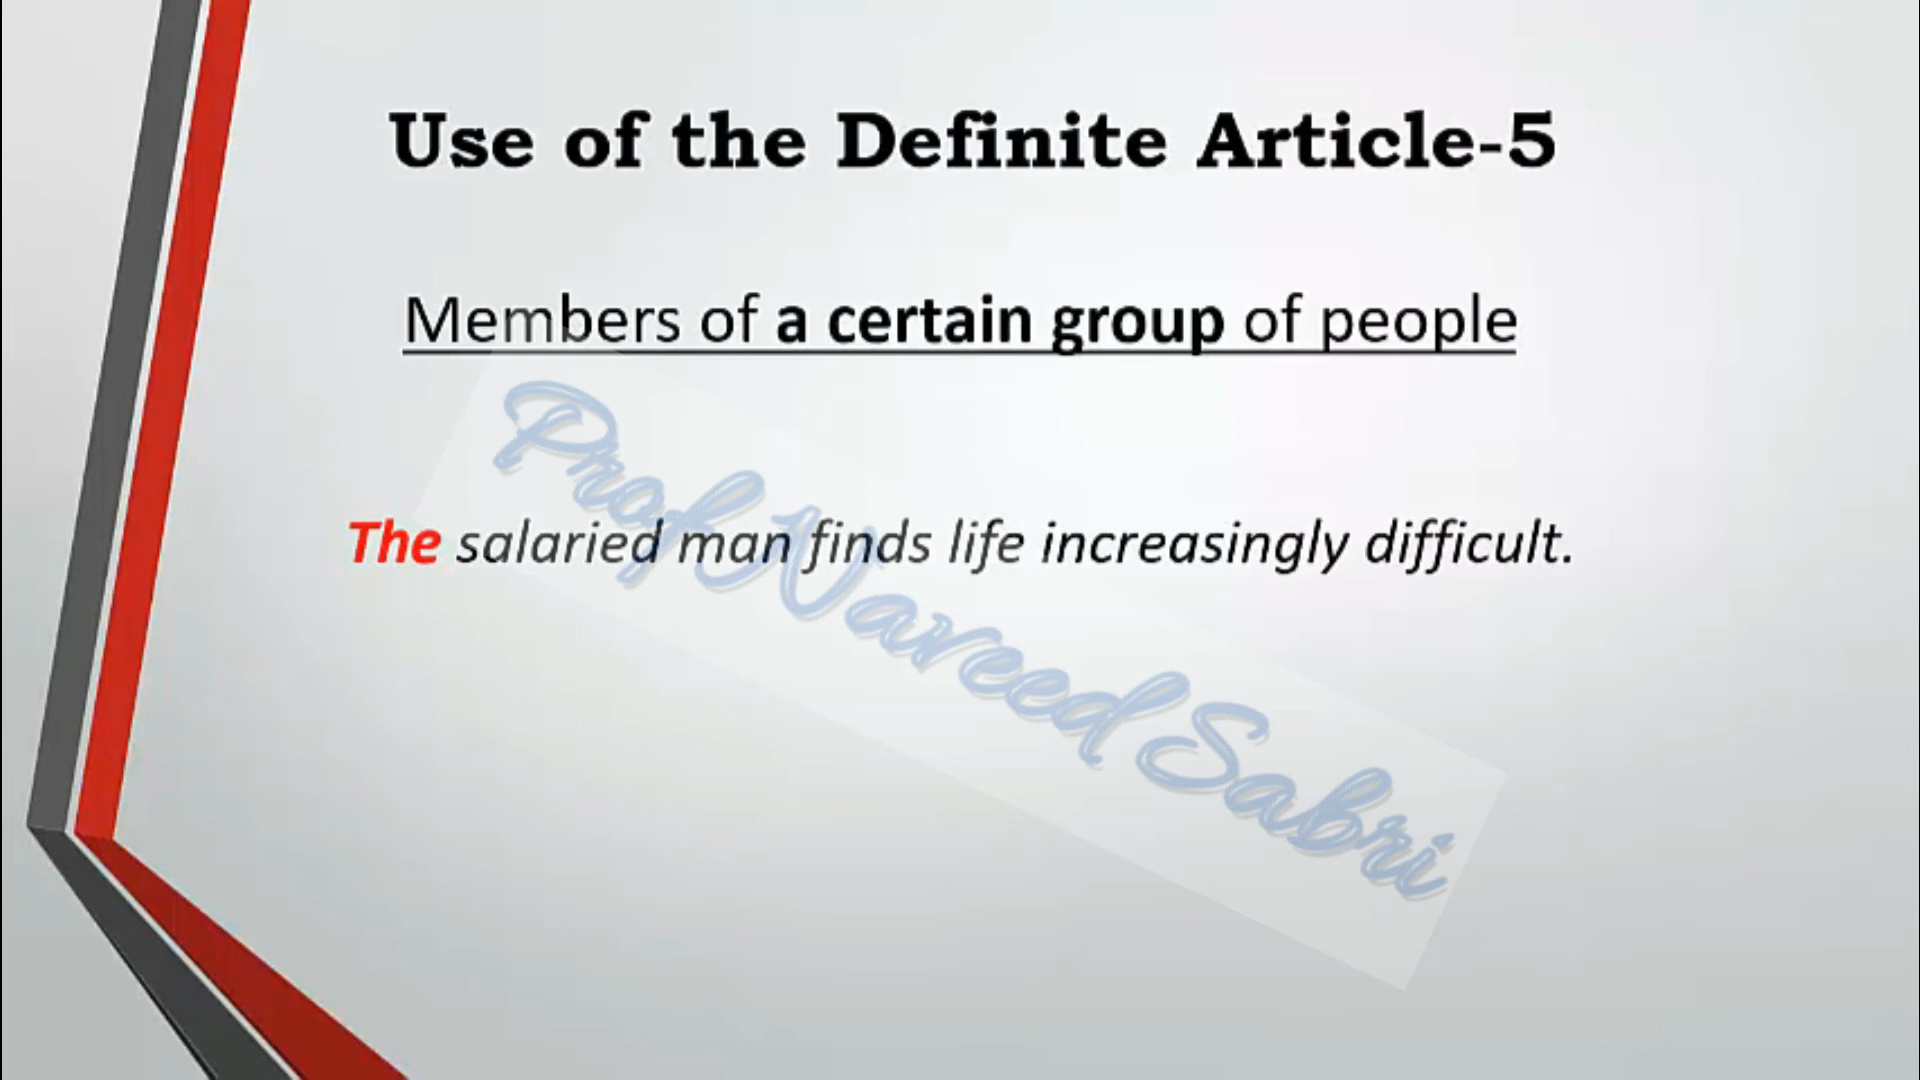 Use of the Definite Article-5
Members of a certain group of people
The salaried man finds life increasingly difficult.
Prof Naveed Sabri